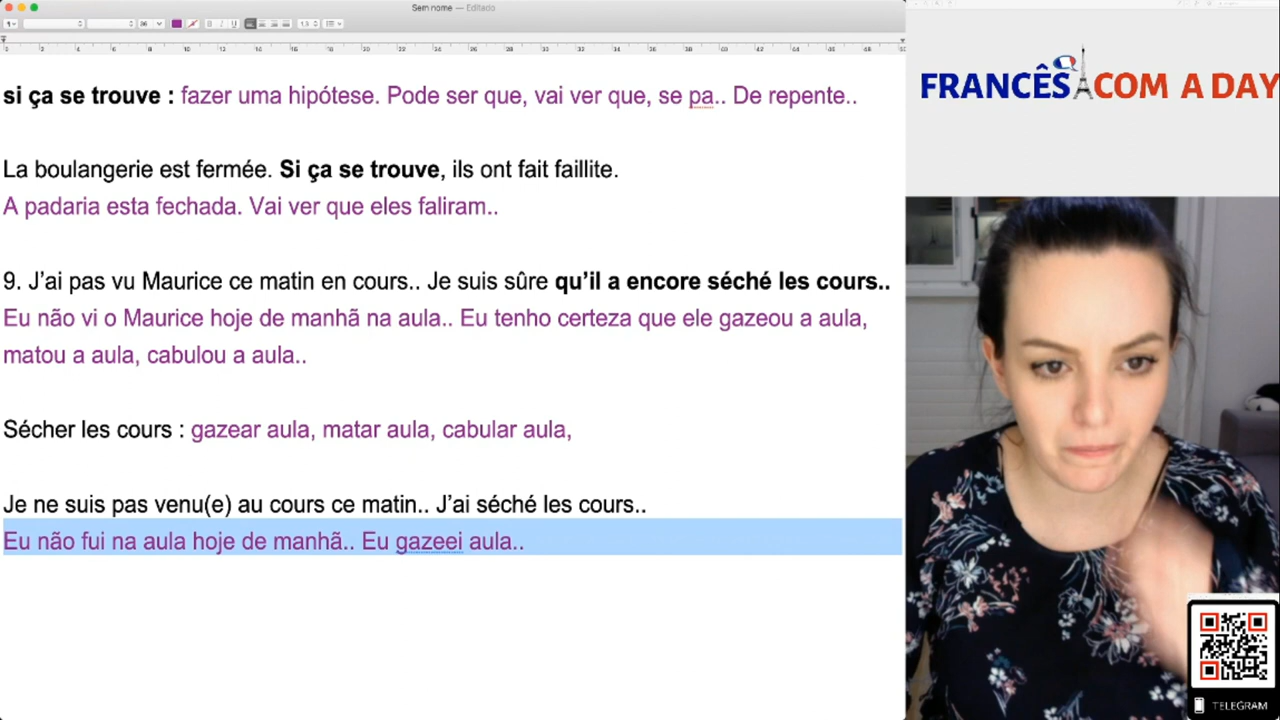 Sem nome — Editado
si ça se trouve : fazer uma hipótese. Pode ser que, vai ver que, se pa.. De repente..
La boulangerie est fermée. Si ça se trouve, ils ont fait faillite.
A padaria esta fechada. Vai ver que eles faliram..
9. J’ai pas vu Maurice ce matin en cours.. Je suis sûre qu’il a encore séché les cours..
Eu não vi o Maurice hoje de manhã na aula.. Eu tenho certeza que ele gazeou a aula,
matou a aula, cabulou a aula..
Sécher les cours : gazear aula, matar aula, cabular aula,
Je ne suis pas venu(e) au cours ce matin.. J’ai séché les cours..
Eu não fui na aula hoje de manhã.. Eu gazeei aula..
FRANCÊS COM A DAY
TELEGRAM